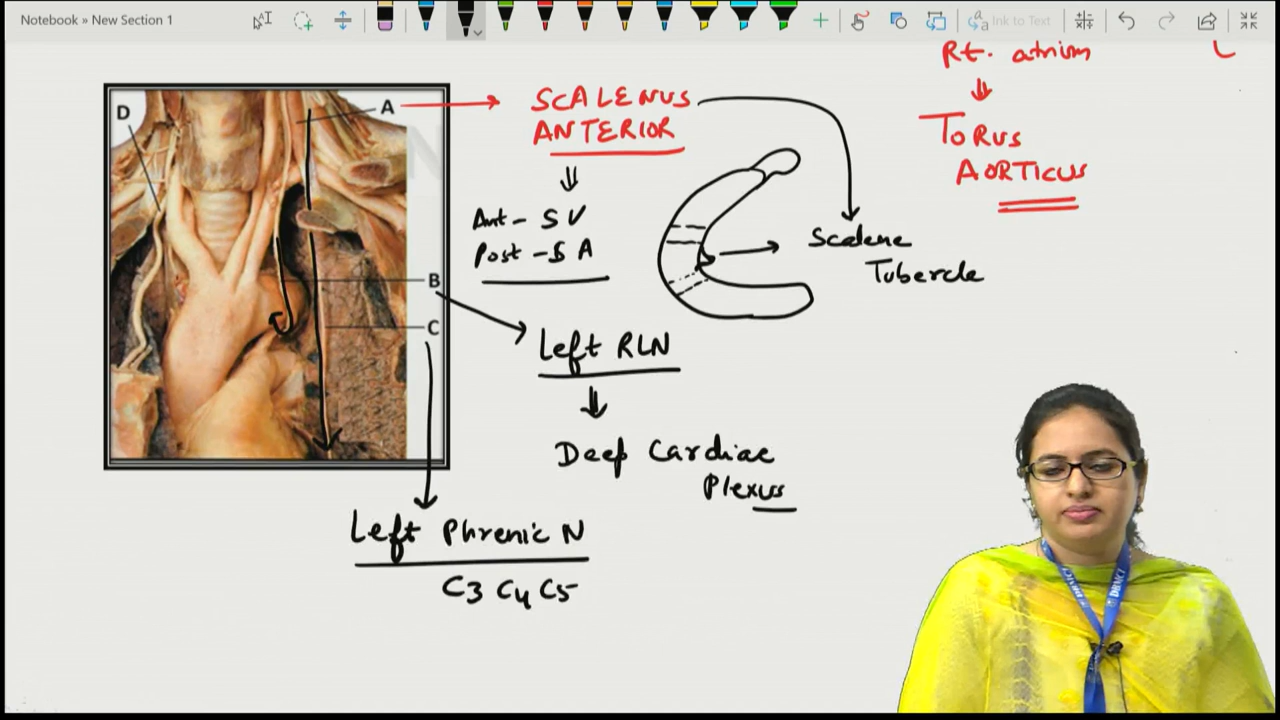 Notebook » New Section 1
Ink to Text
Rt. atrium
TORUS
AORTICUS
D
A
SCALENUS
ANTERIOR
Ant - SV
Post - SA
Scalene
Tubercle
B
C
Left RLN
Deep Cardiac
Plexus
Left Phrenic N
C3 C4 C5
DBMCI